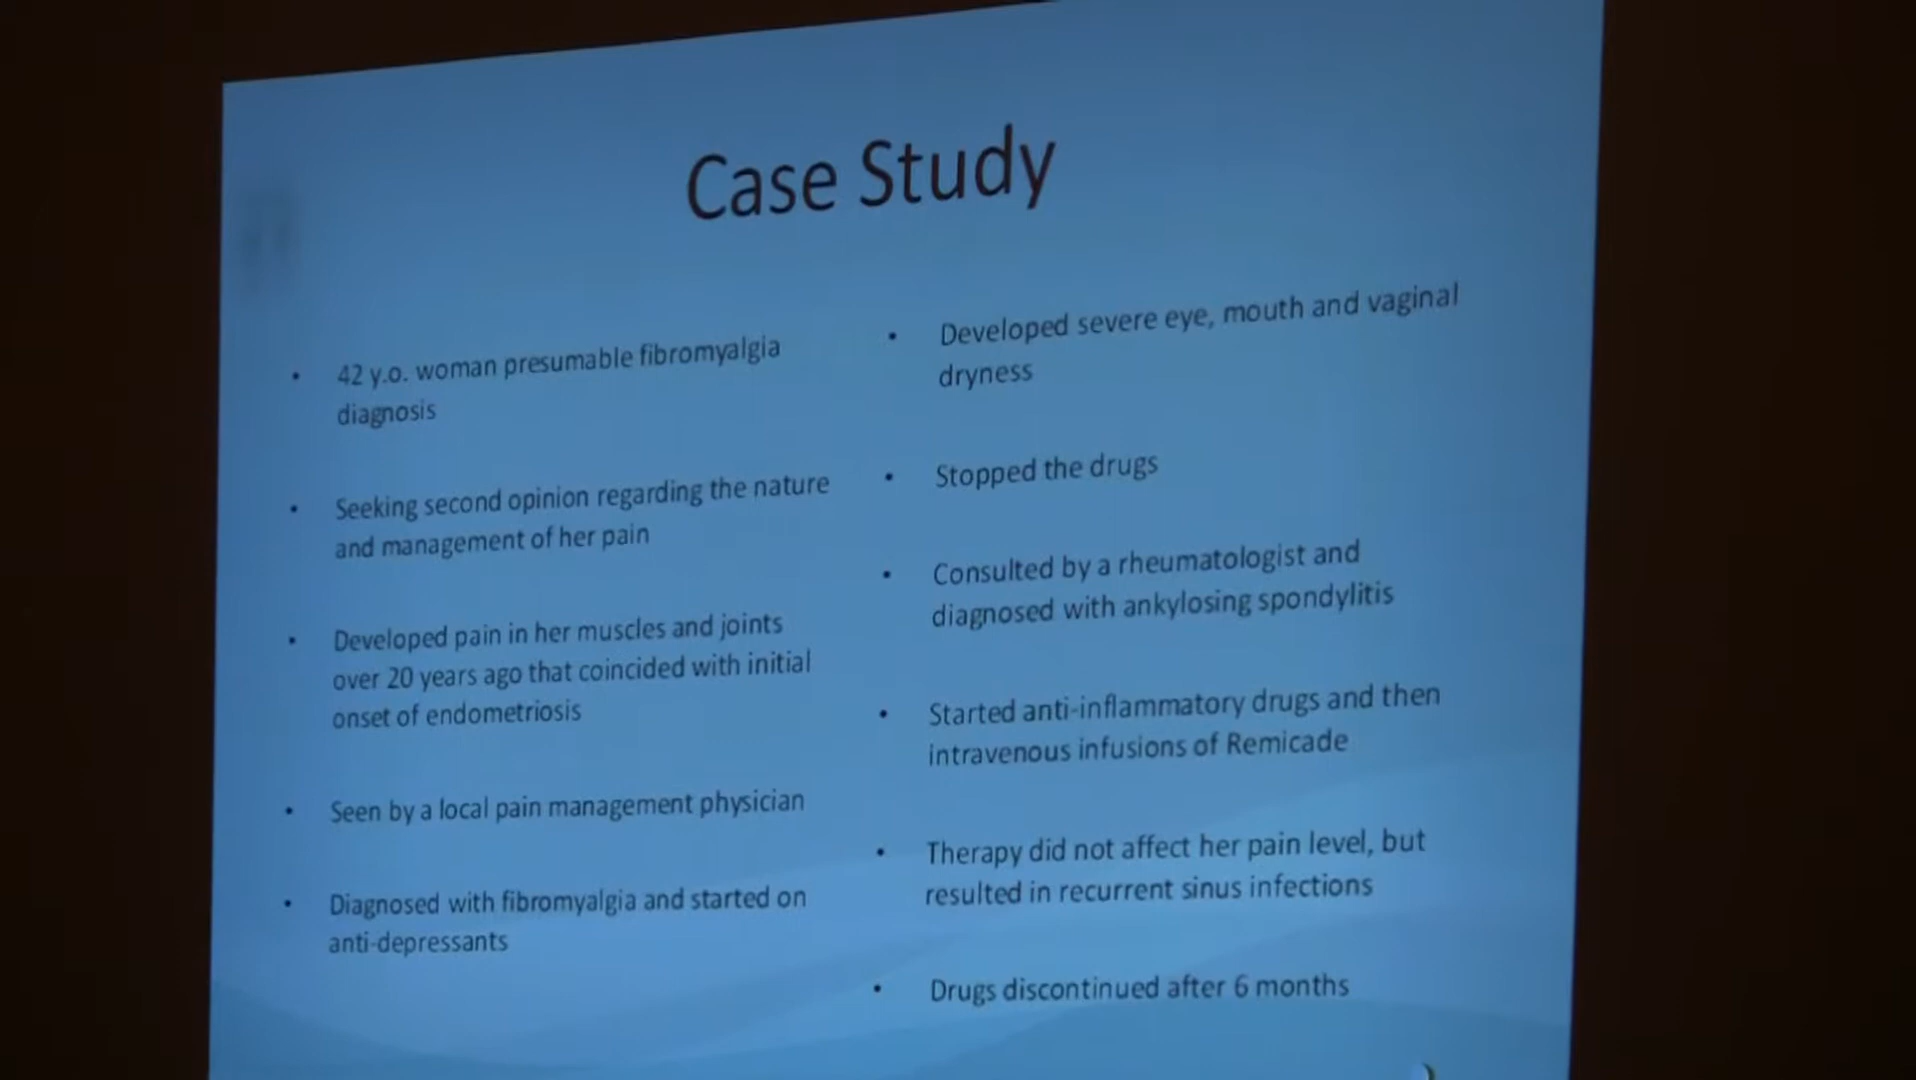 Case Study
• 42 y.o. woman presumable fibromyalgia
diagnosis
• Seeking second opinion regarding the nature
and management of her pain
• Developed pain in her muscles and joints
over 20 years ago that coincided with initial
onset of endometriosis
• Seen by a local pain management physician
• Diagnosed with fibromyalgia and started on
anti-depressants
• Developed severe eye, mouth and vaginal
dryness
• Stopped the drugs
• Consulted by a rheumatologist and
diagnosed with ankylosing spondylitis
• Started anti-inflammatory drugs and then
intravenous infusions of Remicade
• Therapy did not affect her pain level, but
resulted in recurrent sinus infections
• Drugs discontinued after 6 months